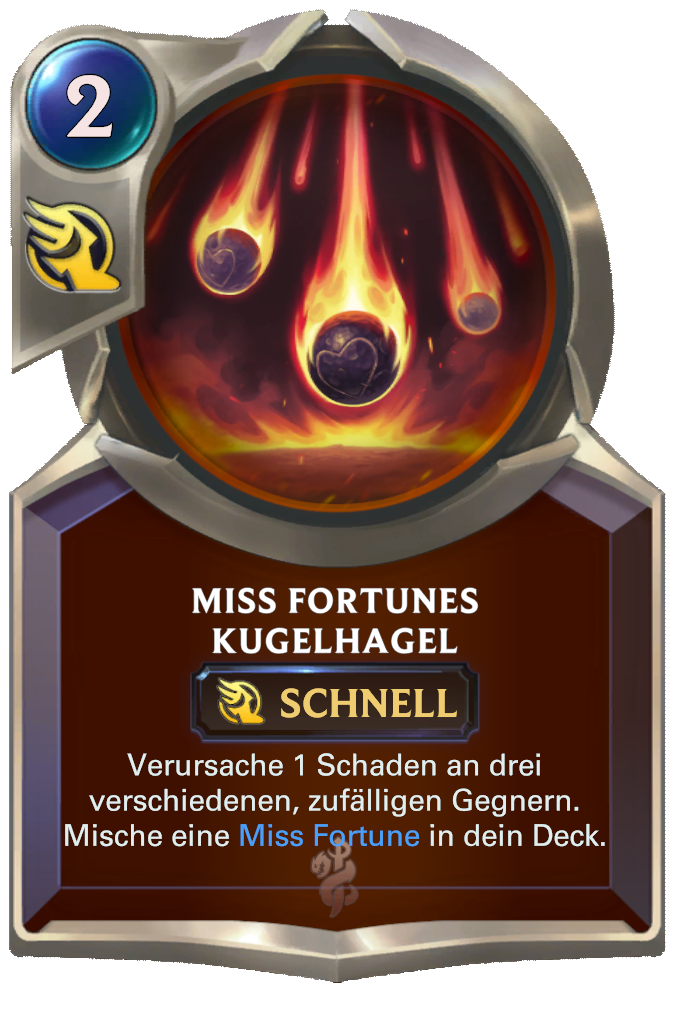 2
MISS FORTUNES
KUGELHAGEL
SCHNELL
Verursache 1 Schaden an drei
verschiedenen, zufälligen Gegnern.
Mische eine Miss Fortune in dein Deck.